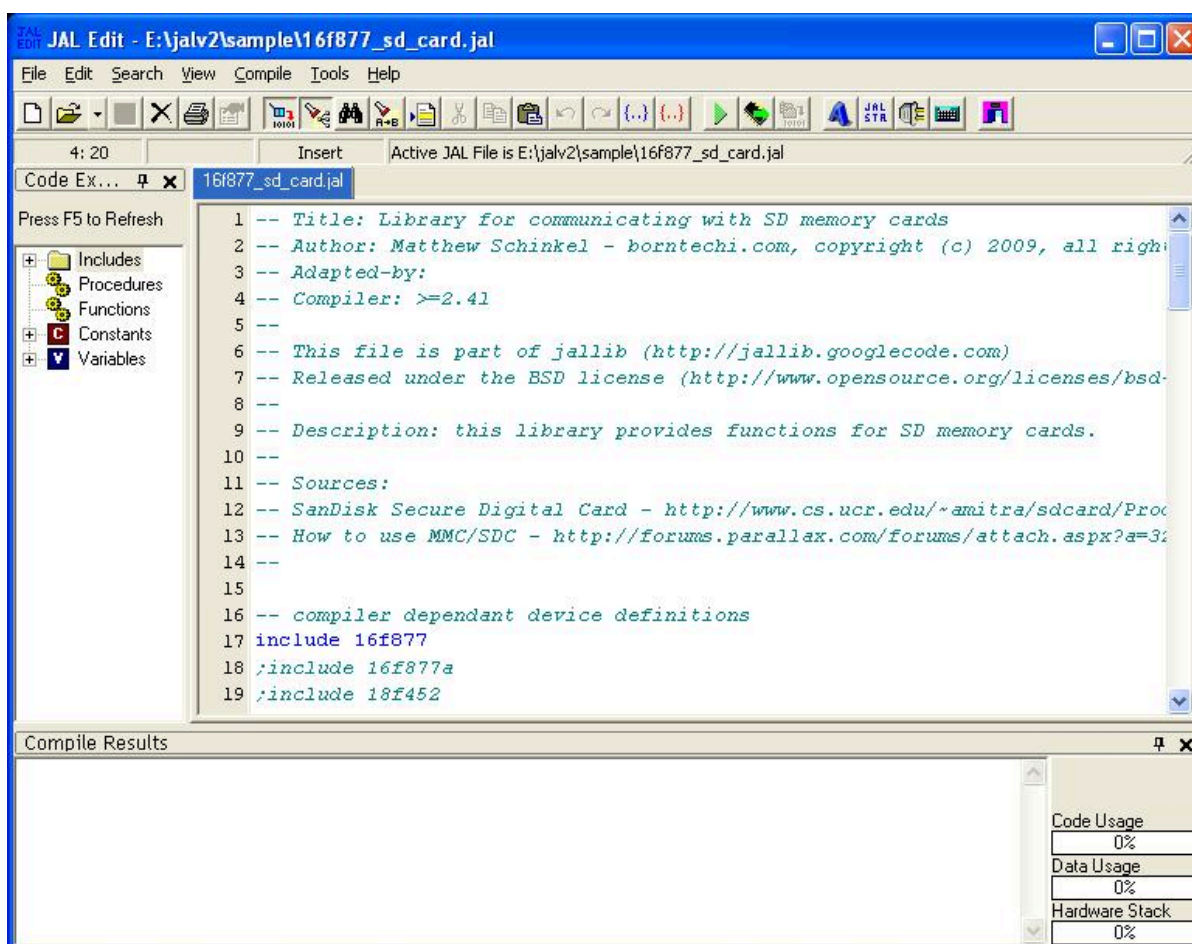 JAL EDIT JAL Edit - E:\jalv2\sample\16f877_sd_card.jal
File Edit Search View Compile Tools Help
4: 20 Insert Active JAL File is E:\jalv2\sample\16f877_sd_card.jal
Code Ex... 16f877_sd_card.jal
Press F5 to Refresh
Includes
Procedures
Functions
C Constants
V Variables
1 -- Title: Library for communicating with SD memory cards
2 -- Author: Matthew Schinkel - borntechi.com, copyright (c) 2009, all righ
3 -- Adapted-by:
4 -- Compiler: >=2.4l
5 --
6 -- This file is part of jallib (http://jallib.googlecode.com)
7 -- Released under the BSD license (http://www.opensource.org/licenses/bsd-
8 --
9 -- Description: this library provides functions for SD memory cards.
10 --
11 -- Sources:
12 -- SanDisk Secure Digital Card - http://www.cs.ucr.edu/~amitra/sdcard/Prod
13 -- How to use MMC/SDC - http://forums.parallax.com/forums/attach.aspx?a=32
14 --
15
16 -- compiler dependant device definitions
17 include 16f877
18 ;include 16f877a
19 ;include 18f452
Compile Results
Code Usage
0%
Data Usage
0%
Hardware Stack
0%